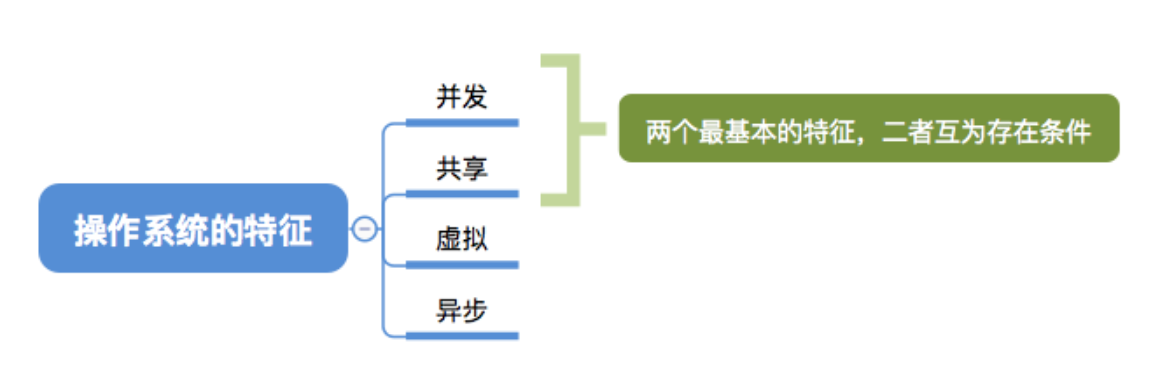 操作系统的特征
并发
共享
虚拟
异步
两个最基本的特征，二者互为存在条件